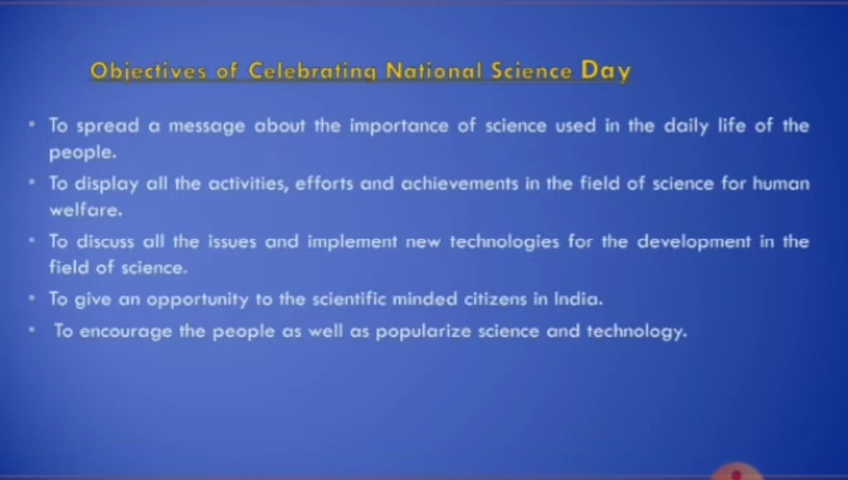 Objectives of Celebrating National Science Day
• To spread a message about the importance of science used in the daily life of the
people.
• To display all the activities, efforts and achievements in the field of science for human
welfare.
• To discuss all the issues and implement new technologies for the development in the
field of science.
• To give an opportunity to the scientific minded citizens in India.
• To encourage the people as well as popularize science and technology.